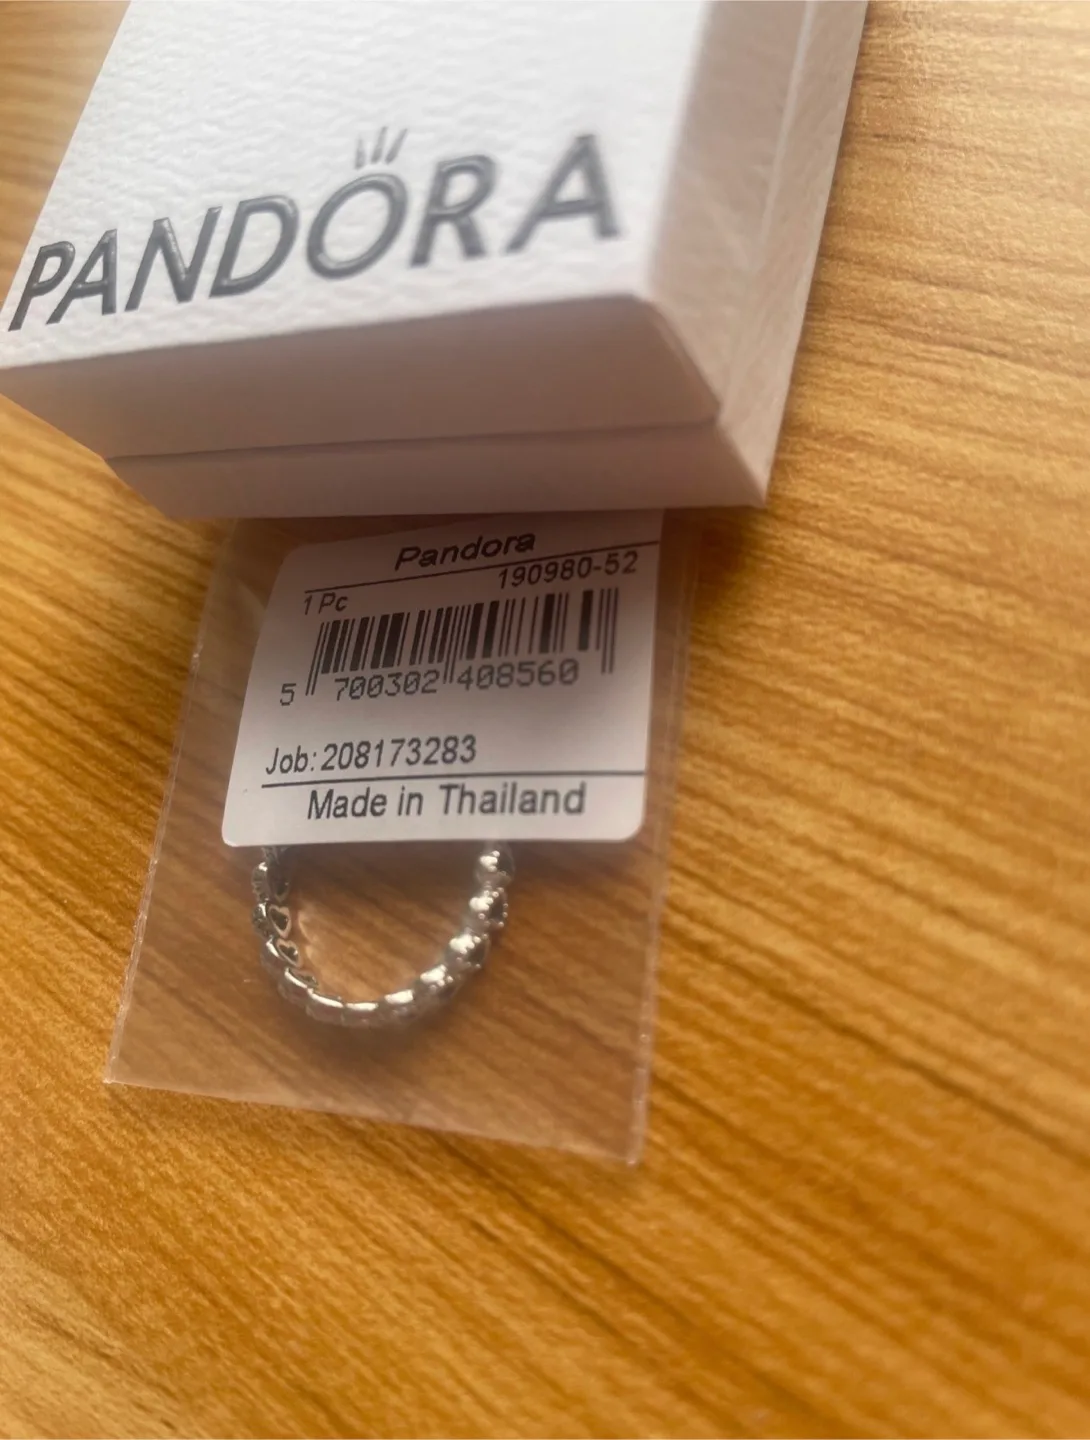 PANDORA
Pandora
190980-52
1 Pc
5 700302 408560
Job: 208173283
Made in Thailand